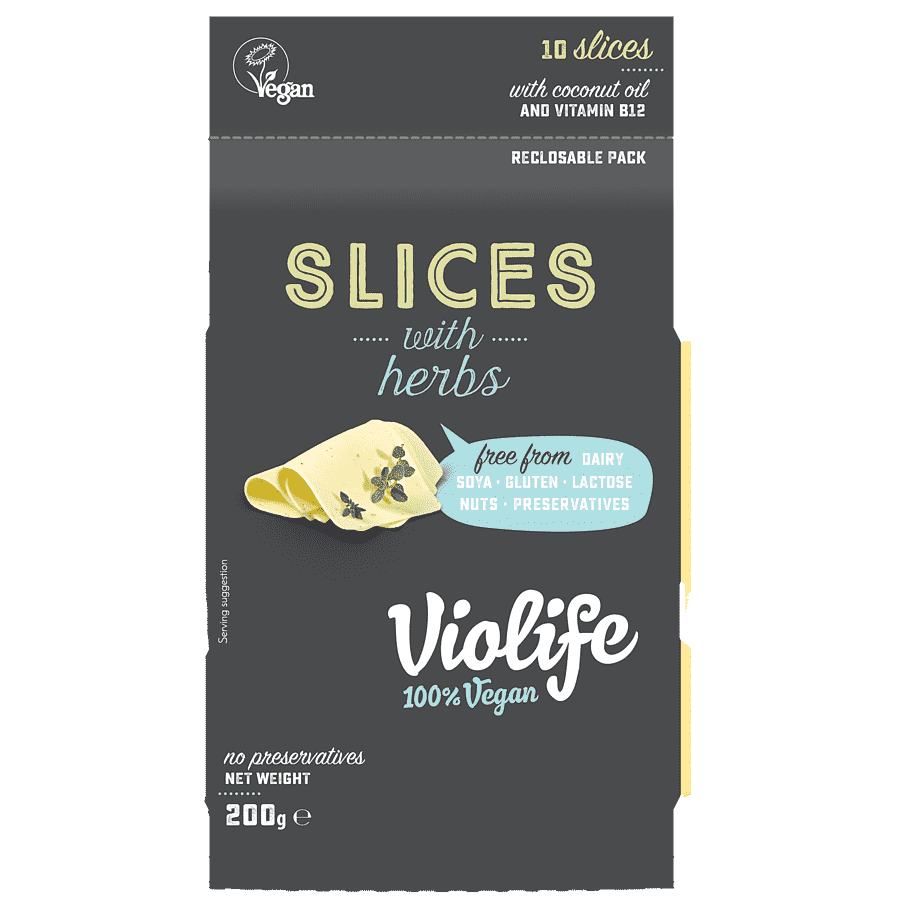 Vegan
10 slices
with coconut oil
AND VITAMIN B12
RECLOSABLE PACK
SLICES
with
herbs
free from DAIRY
SOYA · GLUTEN · LACTOSE
NUTS · PRESERVATIVES
Serving suggestion
Violife
100% Vegan
no preservatives
NET WEIGHT
200g ℮